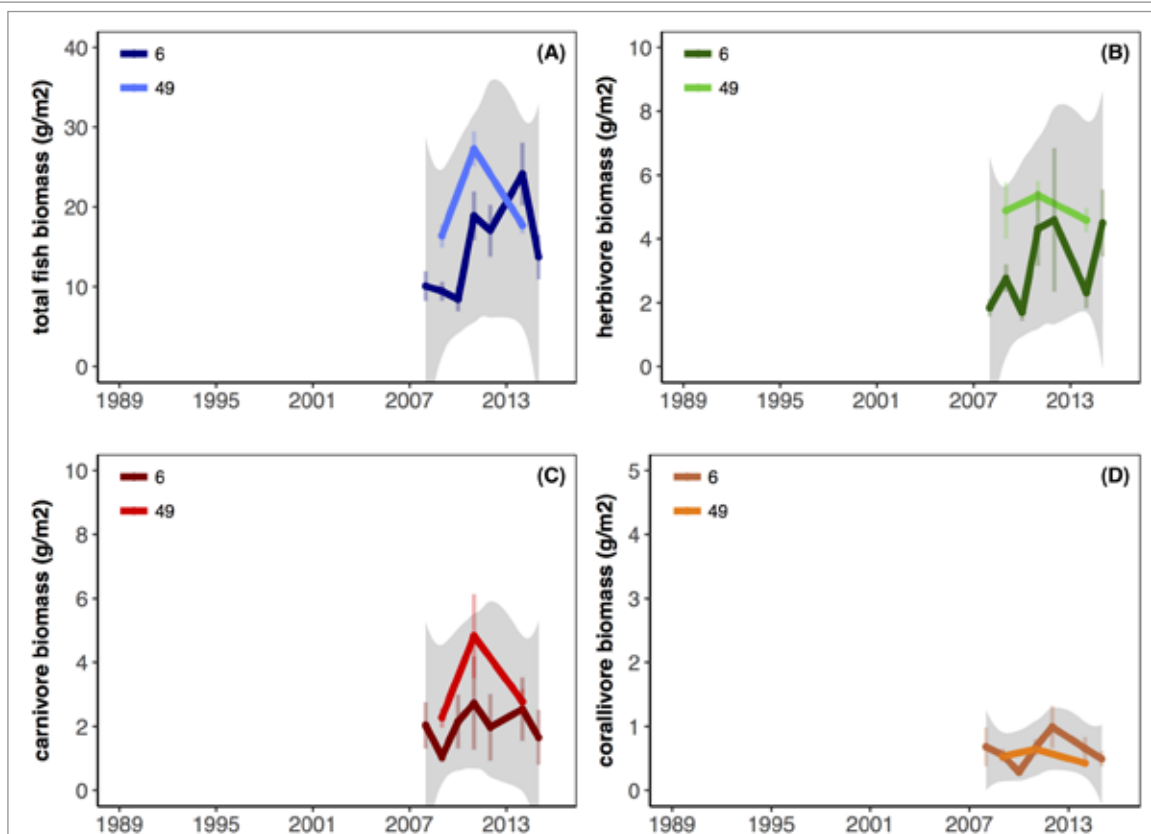 total fish biomass (g/m2)
40
30
20
10
0
6
49
(A)
1989 1995 2001 2007 2013
herbivore biomass (g/m2)
10
8
6
4
2
0
6
49
(B)
1989 1995 2001 2007 2013
carnivore biomass (g/m2)
10
8
6
4
2
0
6
49
(C)
1989 1995 2001 2007 2013
corallivore biomass (g/m2)
5
4
3
2
1
0
6
49
(D)
1989 1995 2001 2007 2013